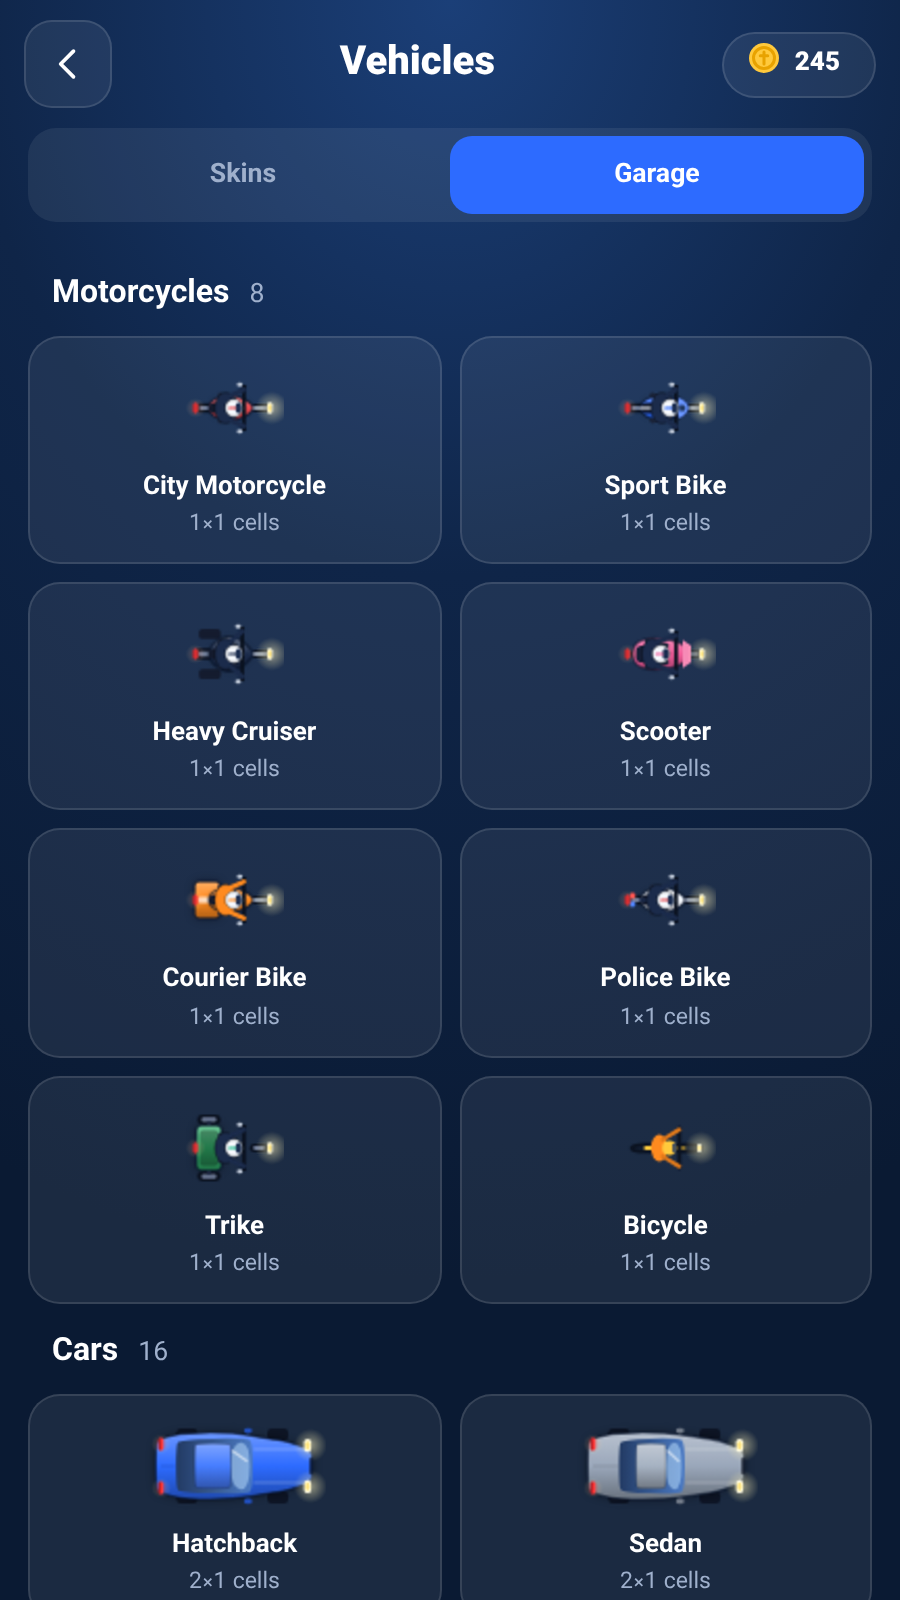 Vehicles
245
Skins
Garage
Motorcycles 8
City Motorcycle
1×1 cells
Sport Bike
1×1 cells
Heavy Cruiser
1×1 cells
Scooter
1×1 cells
Courier Bike
1×1 cells
Police Bike
1×1 cells
Trike
1×1 cells
Bicycle
1×1 cells
Cars 16
Hatchback
2×1 cells
Sedan
2×1 cells